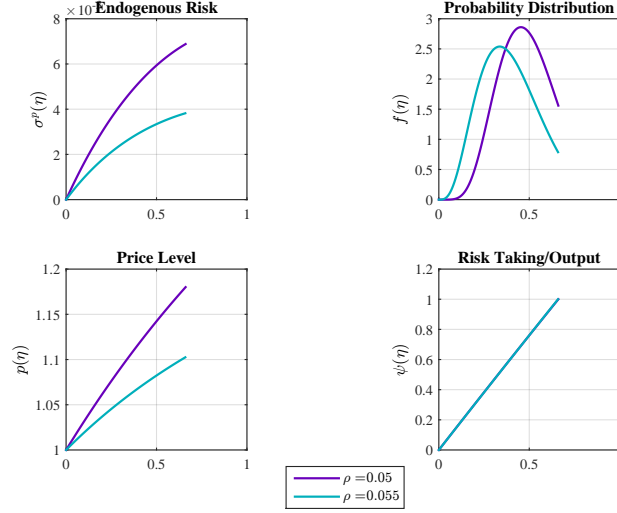 Endogenous Risk
8 ×10
6
4
2
0
0 0.5 1
σᵖ(η)
Probability Distribution
3
2.5
2
1.5
1
0.5
0
0 0.5
f(η)
Price Level
1.2
1.15
1.1
1.05
1
0 0.5 1
p(η)
Risk Taking/Output
1.2
1
0.8
0.6
0.4
0.2
0
0 0.5
ψ(η)
ρ =0.05
ρ =0.055